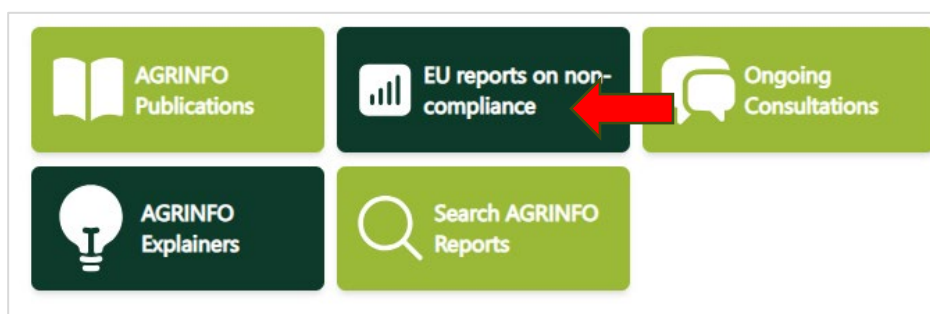 AGRINFO
Publications
EU reports on non-
compliance
Ongoing
Consultations
AGRINFO
Explainers
Search AGRINFO
Reports